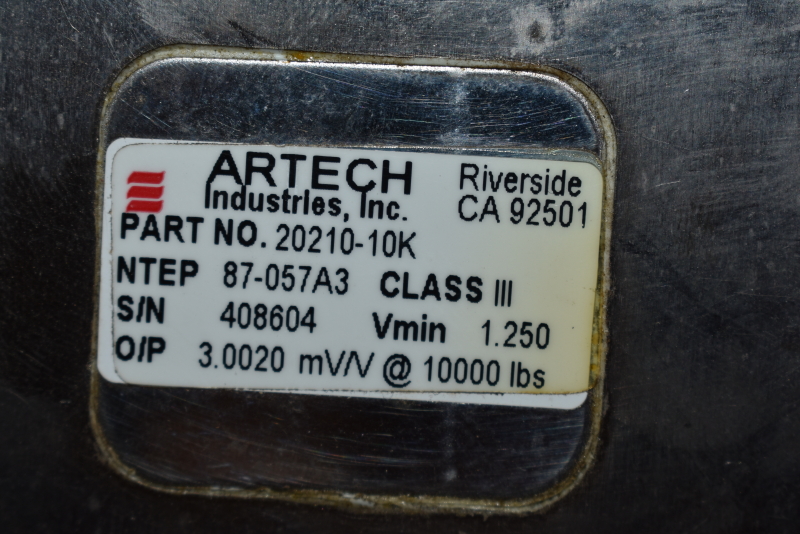 ARTECH
Industries, Inc.
Riverside
CA 92501
PART NO. 20210-10K
NTEP 87-057A3 CLASS III
S/N 408604 Vmin 1.250
O/P 3.0020 mV/V @ 10000 lbs